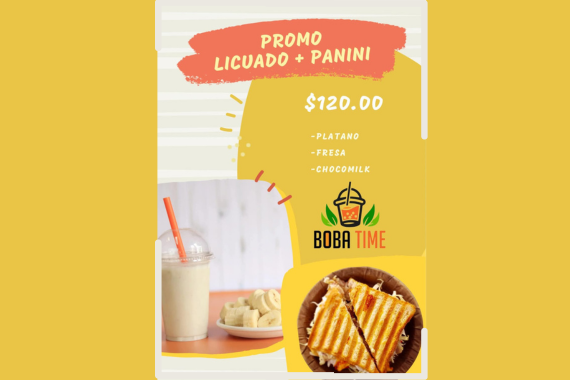 PROMO
LICUADO + PANINI
$120.00
-PLATANO
-FRESA
-CHOCOMILK
BOBA TIME